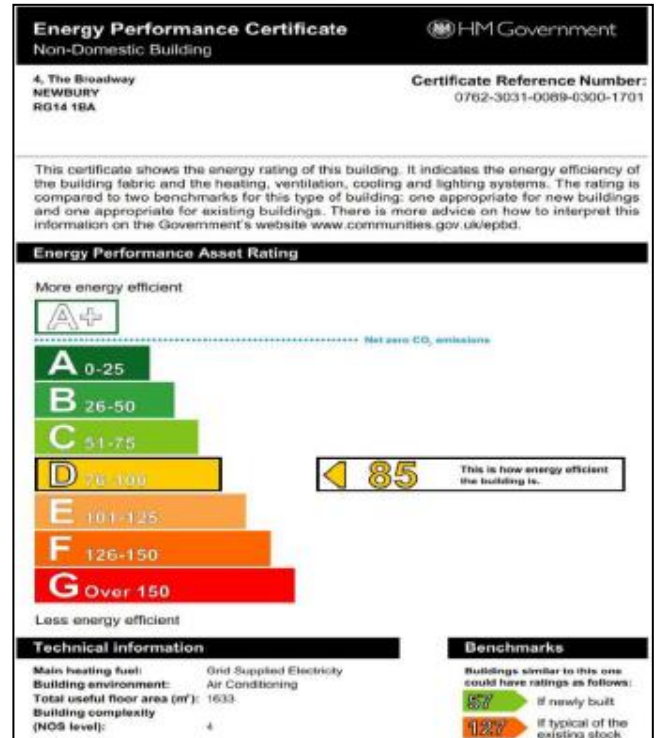 Energy Performance Certificate
HM Government
Non-Domestic Building
4, The Broadway
NEWBURY
RG14 1BA
Certificate Reference Number:
0762-3031-0089-0300-1701
This certificate shows the energy rating of this building. It indicates the energy efficiency of
the building fabric and the heating, ventilation, cooling and lighting systems. The rating is
compared to two benchmarks for this type of building: one appropriate for new buildings
and one appropriate for existing buildings. There is more advice on how to interpret this
information on the Government's website www.communities.gov.uk/epbd.
Energy Performance Asset Rating
More energy efficient
A+
Net zero CO₂ emissions
A 0-25
B 26-50
C 51-75
D 76-100
85
This is how energy efficient
the building is.
E 101-125
F 126-150
G Over 150
Less energy efficient
Technical information
Main heating fuel: Grid Supplied Electricity
Building environment: Air Conditioning
Total useful floor area (m²): 1633
Building complexity
(NOS level): 4
Benchmarks
Buildings similar to this one
could have ratings as follows:
57 If newly built
127 If typical of the
existing stock